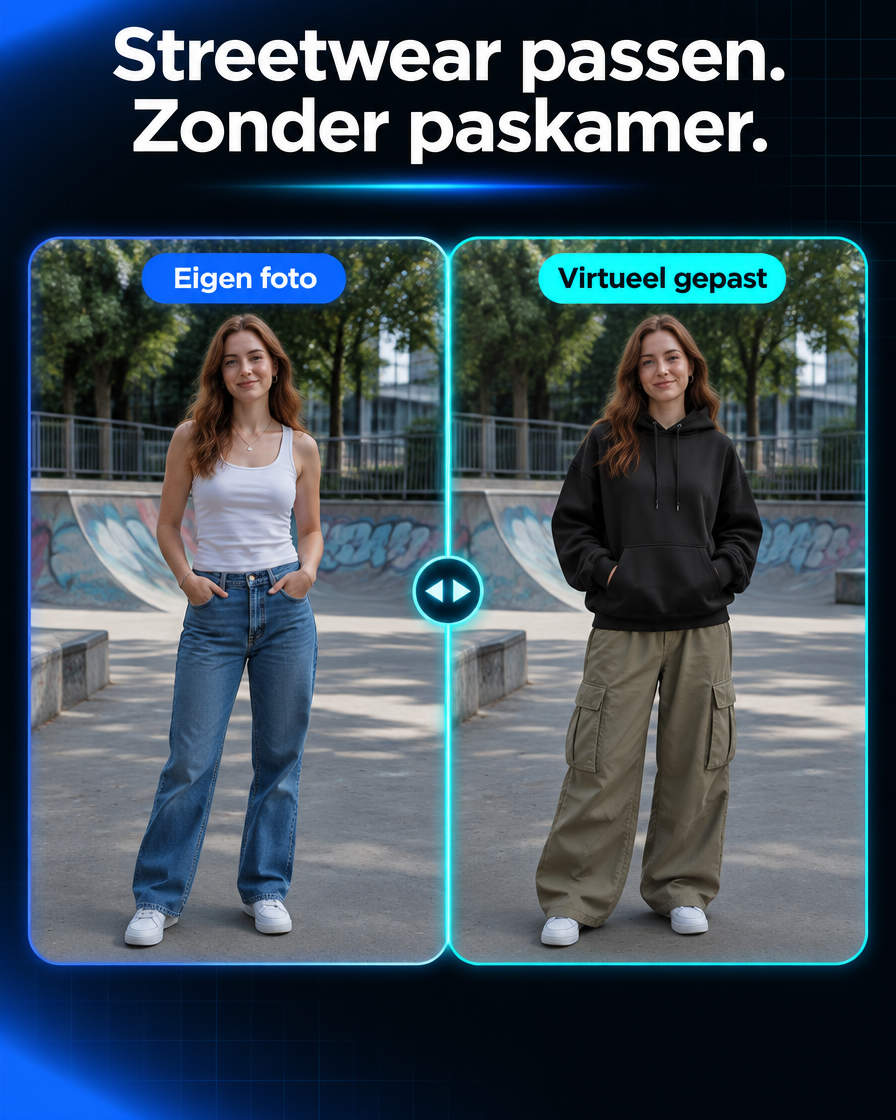 Streetwear passen.
Zonder paskamer.
Eigen foto
Virtueel gepast